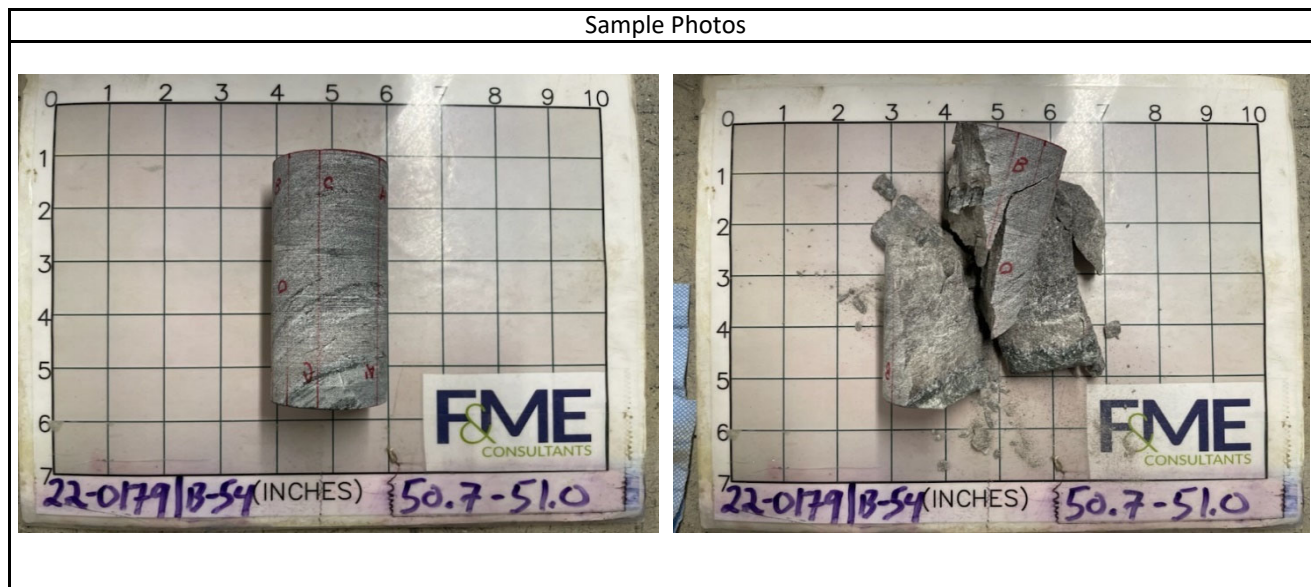 Sample Photos
0 1 2 3 4 5 6 7 8 9 10
1
2
3
4
5
6
7
B C A
D
C A
F&ME
CONSULTANTS
22-0179|B-54 (INCHES) 50.7-51.0
0 1 2 3 4 5 6 7 8 9 10
1
2
3
4
5
6
7
B
D
F&ME
CONSULTANTS
22-0179|B-54 (INCHES) 50.7-51.0